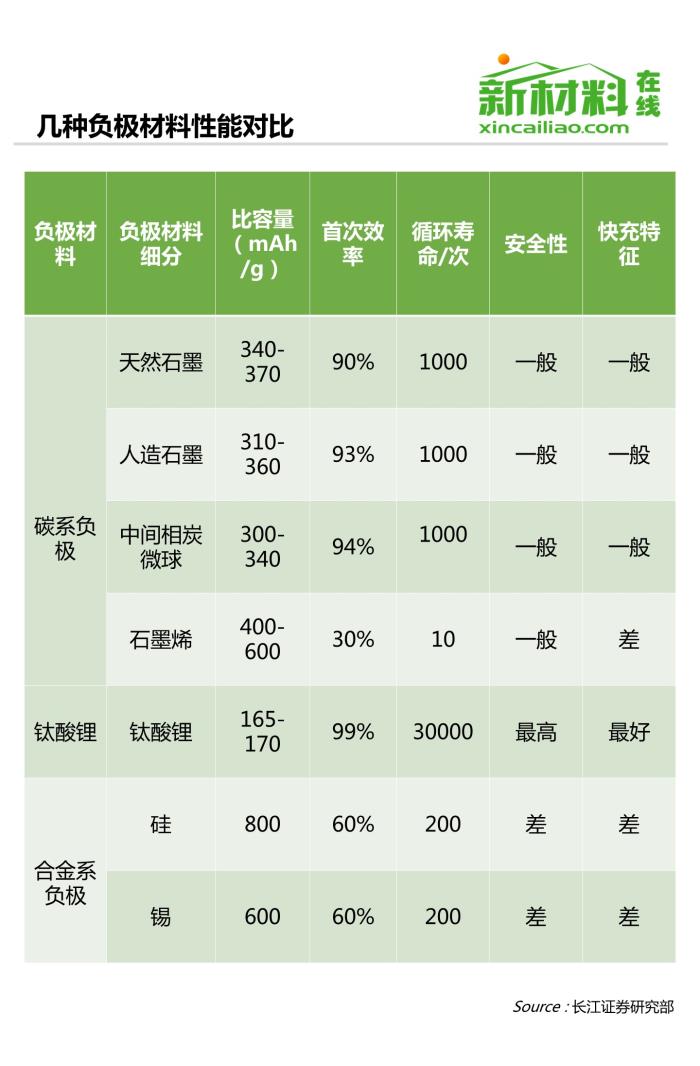 新材料在线
xincailiao.com
几种负极材料性能对比
负极材
料
负极材料
细分
比容量
（mAh
/g）
首次效
率
循环寿
命/次
安全性
快充特
征
碳系负
极
天然石墨
340-
370
90%
1000
一般
一般
人造石墨
310-
360
93%
1000
一般
一般
中间相炭
微球
300-
340
94%
1000
一般
一般
石墨烯
400-
600
30%
10
一般
差
钛酸锂
钛酸锂
165-
170
99%
30000
最高
最好
合金系
负极
硅
800
60%
200
差
差
锡
600
60%
200
差
差
Source：长江证券研究部